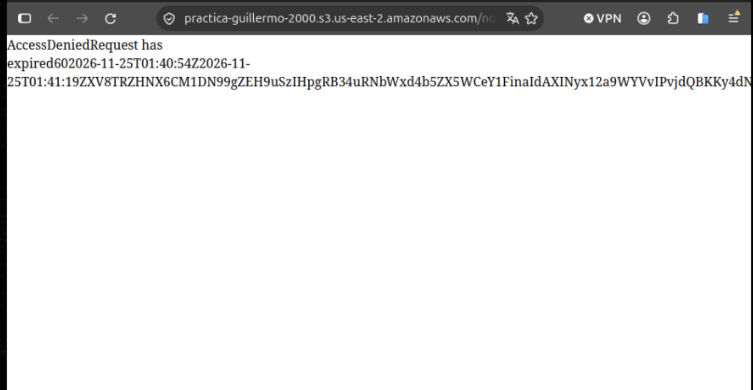 practica-guillermo-2000.s3.us-east-2.amazonaws.com/no
VPN
AccessDeniedRequest has
expired602026-11-25T01:40:54Z2026-11-
25T01:41:19ZXV8TRZHNX6CM1DN99gZEH9uSzIHpgRB34uRNbWxd4b5ZX5WCeY1FinaIdAXINyx12a9WYVvIPvjdQBKKy4dN